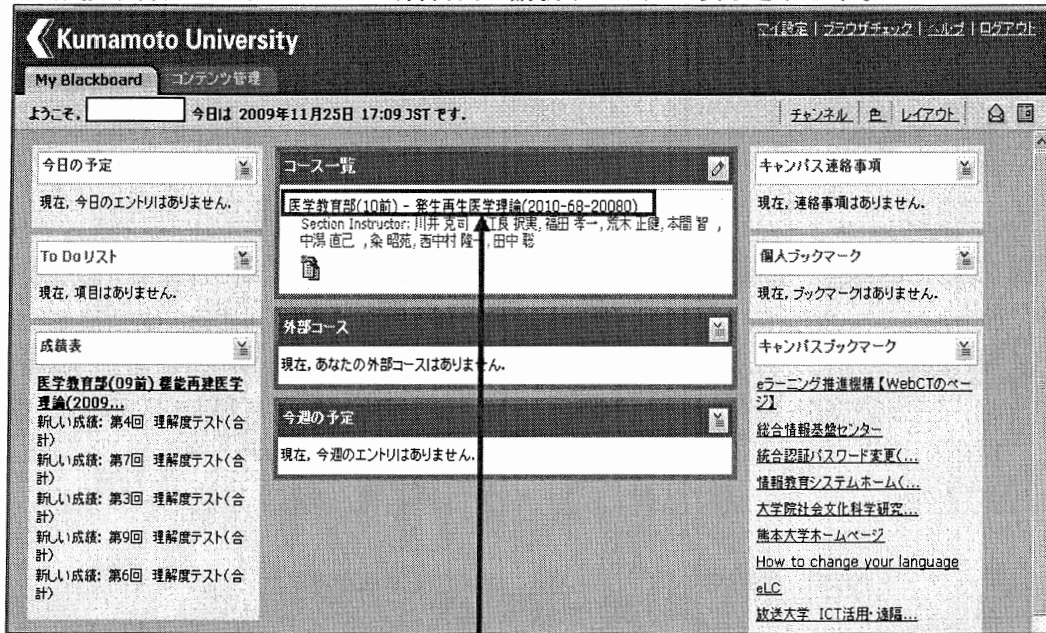 Kumamoto University
マイ設定 | ブラウザチェック | ヘルプ | ログアウト
My Blackboard
コンテンツ管理
ようこそ, 今日は 2009年11月25日 17:09 JST です。
チャンネル | 色 | レイアウト
今日の予定
現在, 今日のエントリはありません。
To Do リスト
現在, 項目はありません。
成績表
医学教育部(09前) 機能再建医学
理論(2009...
新しい成績: 第4回 理解度テスト(合
計)
新しい成績: 第7回 理解度テスト(合
計)
新しい成績: 第3回 理解度テスト(合
計)
新しい成績: 第9回 理解度テスト(合
計)
新しい成績: 第6回 理解度テスト(合
計)
コース一覧
医学教育部(10前) - 発生再生医学理論(2010-68-20080)
Section Instructor: 川井 克司, 良 択実, 福田 孝一, 荒木 正健, 本間 智 ,
中潟 直己 , 粂 昭苑, 西中村 隆一, 田中 聡
外部コース
現在, あなたの外部コースはありません。
今週の予定
現在, 今週のエントリはありません。
キャンパス連絡事項
現在, 連絡事項はありません。
個人ブックマーク
現在, ブックマークはありません。
キャンパスブックマーク
eラーニング推進機構【WebCTのペー
ジ】
総合情報基盤センター
統合認証パスワード変更(...
情報教育システムホーム(...
大学院社会文化科学研究...
熊本大学ホームページ
How to change your language
eLC
放送大学 ICT活用・遠隔...